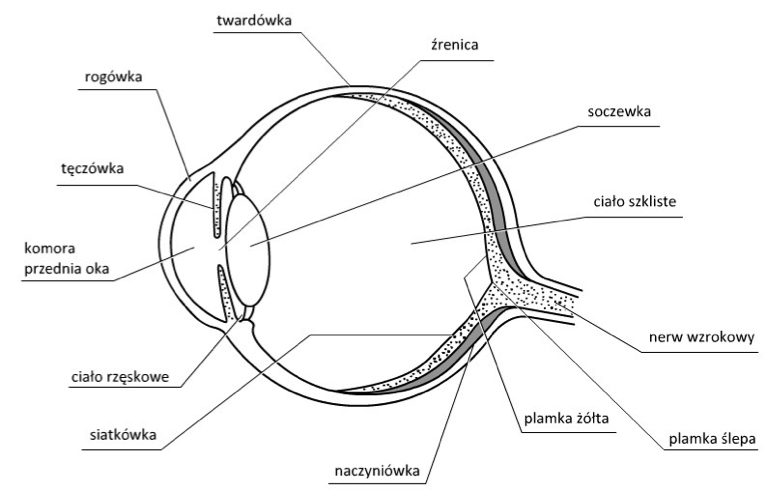 twardówka
źrenica
rogówka
soczewka
tęczówka
ciało szkliste
komora
przednia oka
nerw wzrokowy
ciało rzęskowe
plamka żółta
siatkówka
plamka ślepa
naczyniówka